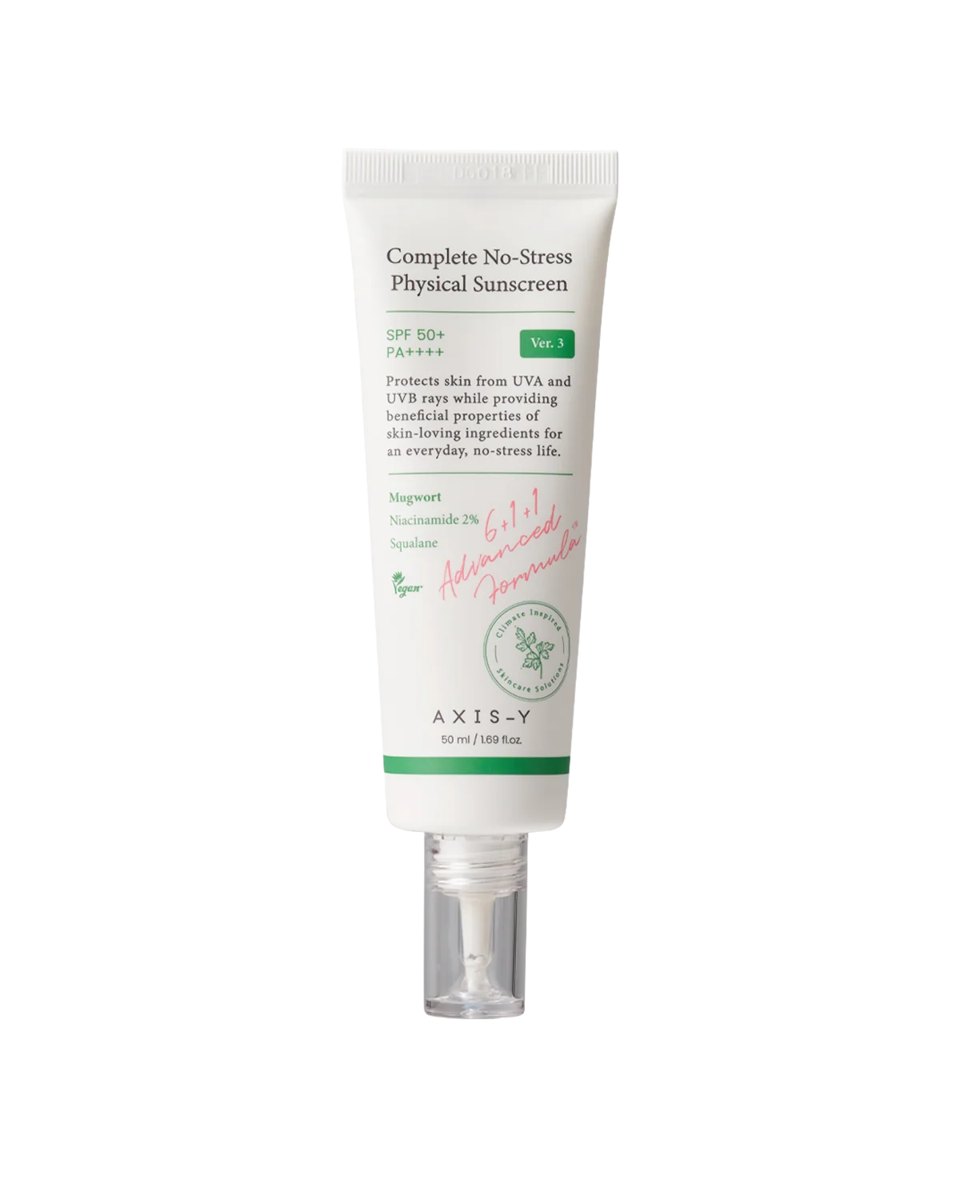 Complete No-Stress
Physical Sunscreen
SPF 50+
PA++++
Ver. 3
Protects skin from UVA and
UVB rays while providing
beneficial properties of
skin-loving ingredients for
an everyday, no-stress life.
Mugwort
Niacinamide 2%
Squalane
6+1+1
Advanced
Formula™
Vegan
Climate Inspired
Skincare Solutions
AXIS-Y
50 ml / 1.69 fl.oz.